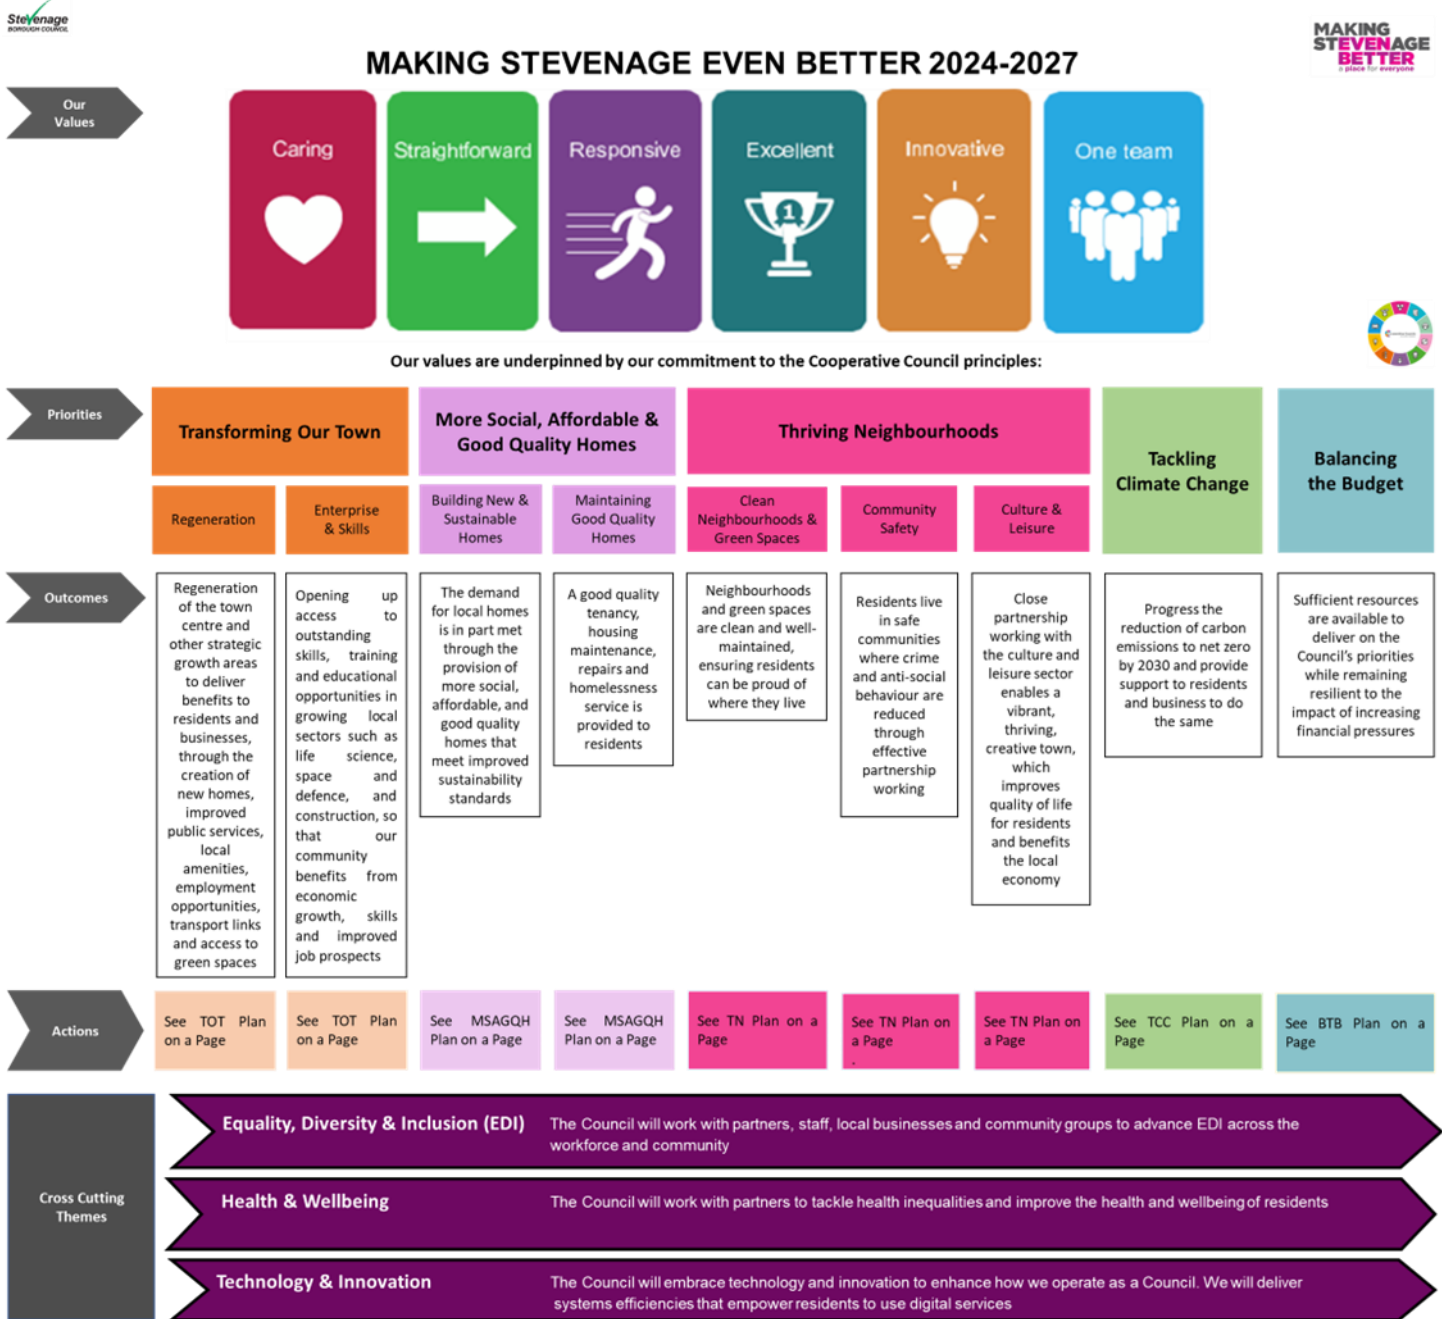 Stevenage
BOROUGH COUNCIL
MAKING
STEVENAGE
BETTER
a place for everyone
MAKING STEVENAGE EVEN BETTER 2024-2027
Our
Values
Caring
Straightforward
Responsive
Excellent
1
Innovative
One team
Our values are underpinned by our commitment to the Cooperative Council principles:
Priorities
Transforming Our Town
More Social, Affordable &
Good Quality Homes
Thriving Neighbourhoods
Tackling
Climate Change
Balancing
the Budget
Regeneration
Enterprise
& Skills
Building New &
Sustainable
Homes
Maintaining
Good Quality
Homes
Clean
Neighbourhoods &
Green Spaces
Community
Safety
Culture &
Leisure
Outcomes
Regeneration
of the town
centre and
other strategic
growth areas
to deliver
benefits to
residents and
businesses,
through the
creation of
new homes,
improved
public services,
local
amenities,
employment
opportunities,
transport links
and access to
green spaces
Opening up
access to
outstanding
skills, training
and educational
opportunities in
growing local
sectors such as
life science,
space and
defence, and
construction, so
that our
community
benefits from
economic
growth, skills
and improved
job prospects
The demand
for local homes
is in part met
through the
provision of
more social,
affordable, and
good quality
homes that
meet improved
sustainability
standards
A good quality
tenancy,
housing
maintenance,
repairs and
homelessness
service is
provided to
residents
Neighbourhoods
and green spaces
are clean and well-
maintained,
ensuring residents
can be proud of
where they live
Residents live
in safe
communities
where crime
and anti-social
behaviour are
reduced
through
effective
partnership
working
Close
partnership
working with
the culture and
leisure sector
enables a
vibrant,
thriving,
creative town,
which
improves
quality of life
for residents
and benefits
the local
economy
Progress the
reduction of carbon
emissions to net zero
by 2030 and provide
support to residents
and business to do
the same
Sufficient resources
are available to
deliver on the
Council's priorities
while remaining
resilient to the
impact of increasing
financial pressures
Actions
See TOT Plan
on a Page
See TOT Plan
on a Page
See MSAGQH
Plan on a Page
See MSAGQH
Plan on a Page
See TN Plan on a
Page
See TN Plan on
a Page
.
See TN Plan on
a Page
See TCC Plan on a
Page
See BTB Plan on a
Page
Cross Cutting
Themes
Equality, Diversity & Inclusion (EDI)
The Council will work with partners, staff, local businesses and community groups to advance EDI across the
workforce and community
Health & Wellbeing
The Council will work with partners to tackle health inequalities and improve the health and wellbeing of residents
Technology & Innovation
The Council will embrace technology and innovation to enhance how we operate as a Council. We will deliver
systems efficiencies that empower residents to use digital services